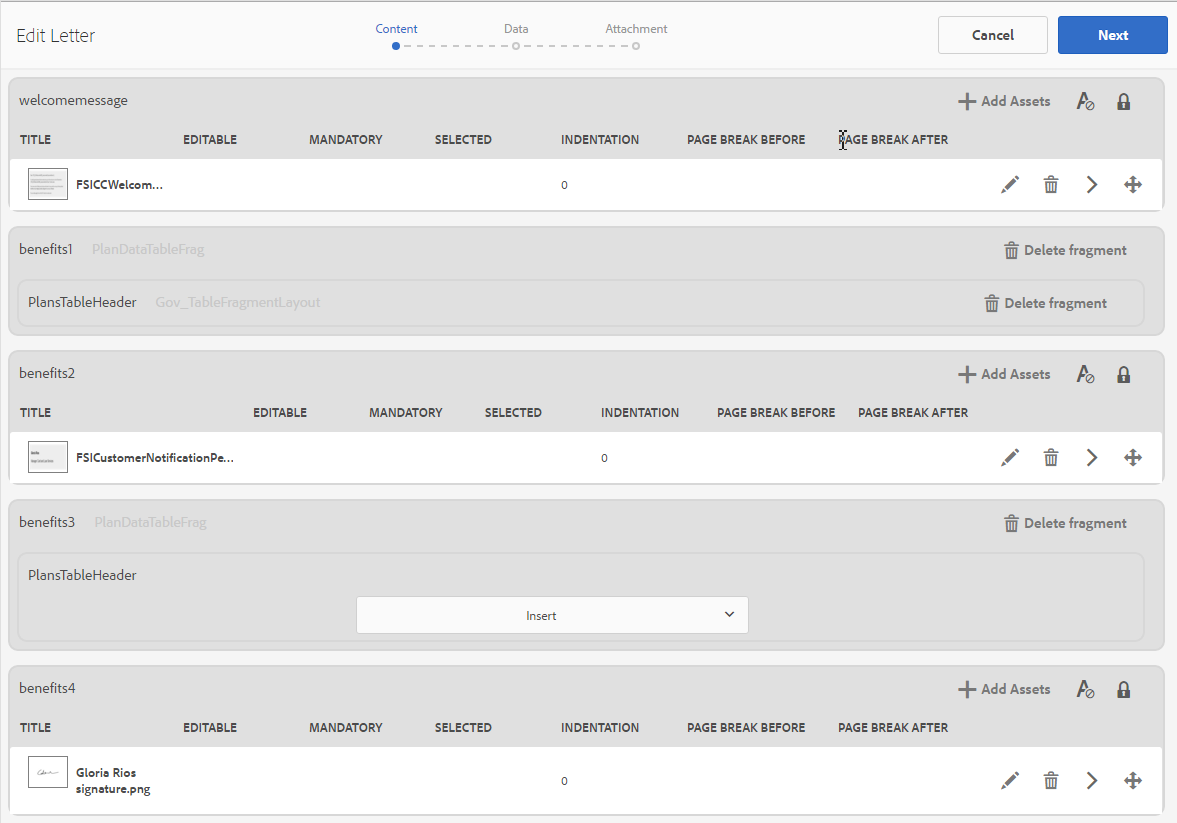 Edit Letter
Content Data Attachment
Cancel Next
welcomemessage
Add Assets
TITLE EDITABLE MANDATORY SELECTED INDENTATION PAGE BREAK BEFORE PAGE BREAK AFTER
FSICCWelcom... 0
benefits1 PlanDataTableFrag Delete fragment
PlansTableHeader Gov_TableFragmentLayout Delete fragment
benefits2 Add Assets
TITLE EDITABLE MANDATORY SELECTED INDENTATION PAGE BREAK BEFORE PAGE BREAK AFTER
FSICustomerNotificationPe... 0
benefits3 PlanDataTableFrag Delete fragment
PlansTableHeader
Insert
benefits4 Add Assets
TITLE EDITABLE MANDATORY SELECTED INDENTATION PAGE BREAK BEFORE PAGE BREAK AFTER
Gloria Rios
signature.png 0